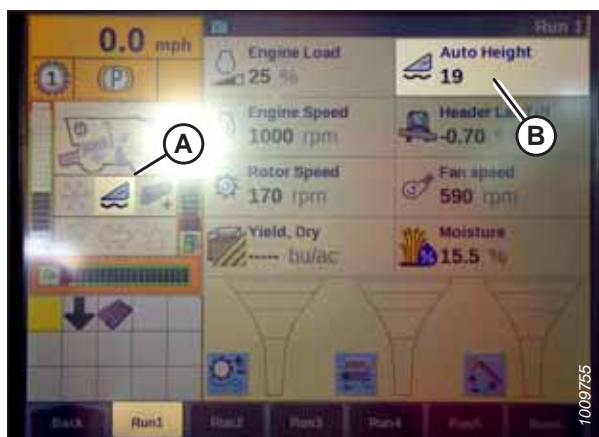 0.0 mph
Run 1
1
(P)
Engine Load
25 %
Auto Height
19
Engine Speed
1000 rpm
Header
-0.70
A
B
Rotor Speed
170 rpm
Fan speed
590 rpm
Yield, Dry
----- bu/ac
Moisture
15.5 %
Back
Run1
Run2
Run3
Run4
1009755